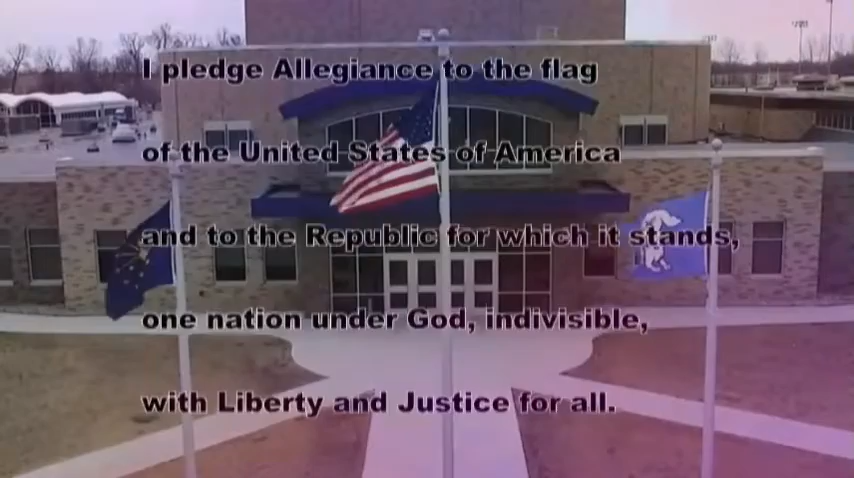 I pledge Allegiance to the flag
of the United States of America
and to the Republic for which it stands,
one nation under God, indivisible,
with Liberty and Justice for all.